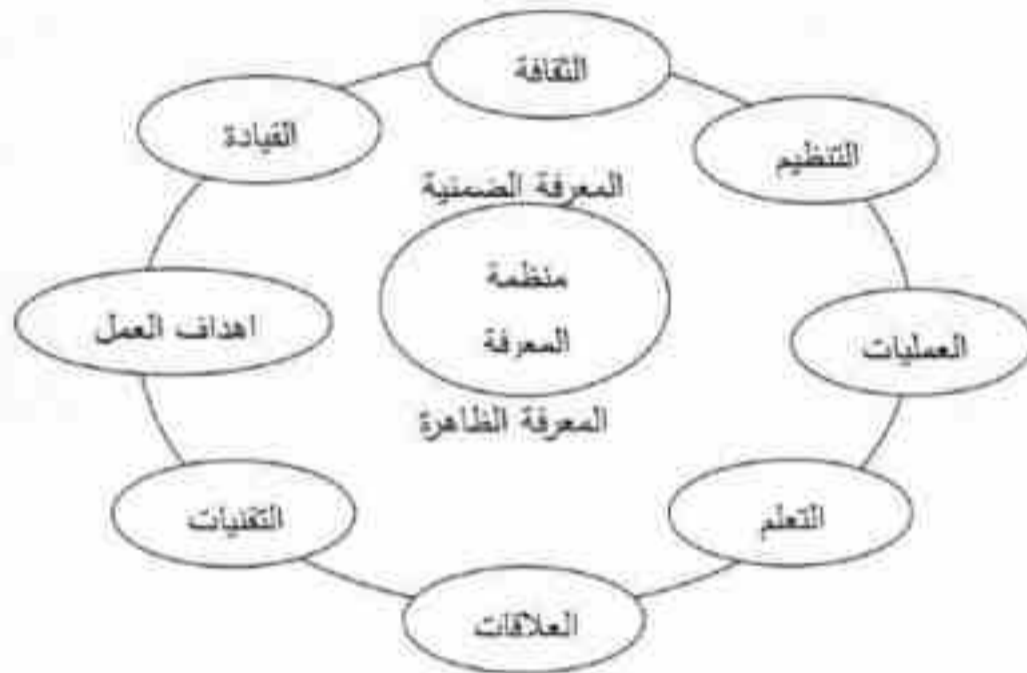 الثقافة
القيادة
التنظيم
المعرفة الضمنية
منظمة
المعرفة
اهداف العمل
العمليات
المعرفة الظاهرة
التقنيات
التعلم
العلاقات